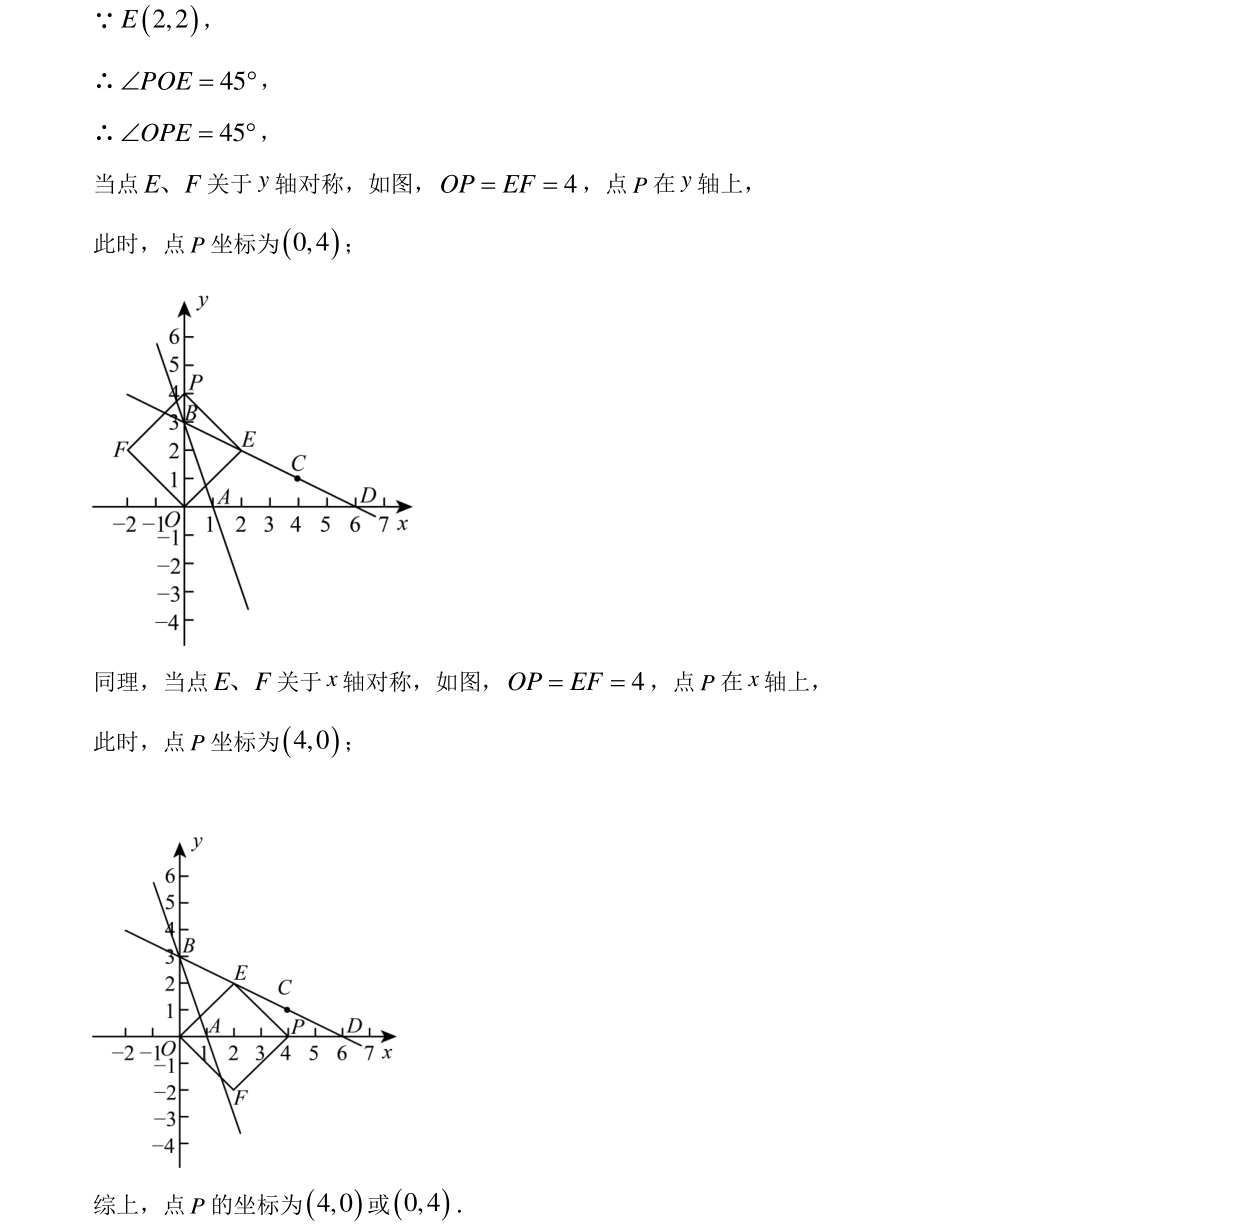 ∵ E(2,2)，
∴ ∠POE = 45°，
∴ ∠OPE = 45°，
当点 E、F 关于 y 轴对称，如图， OP = EF = 4，点 P 在 y 轴上，
此时，点 P 坐标为(0,4)；
y
6
5
P
4
B
3
F
2
E
1
C
A
D
−2 −1 O 1 2 3 4 5 6 7 x
−1
−2
−3
−4
同理，当点 E、F 关于 x 轴对称，如图， OP = EF = 4，点 P 在 x 轴上，
此时，点 P 坐标为(4,0)；
y
6
5
4
B
3
2
E
C
1
A
P
D
−2 −1 O 1 2 3 4 5 6 7 x
−1
−2
F
−3
−4
综上，点 P 的坐标为(4,0)或(0,4)．